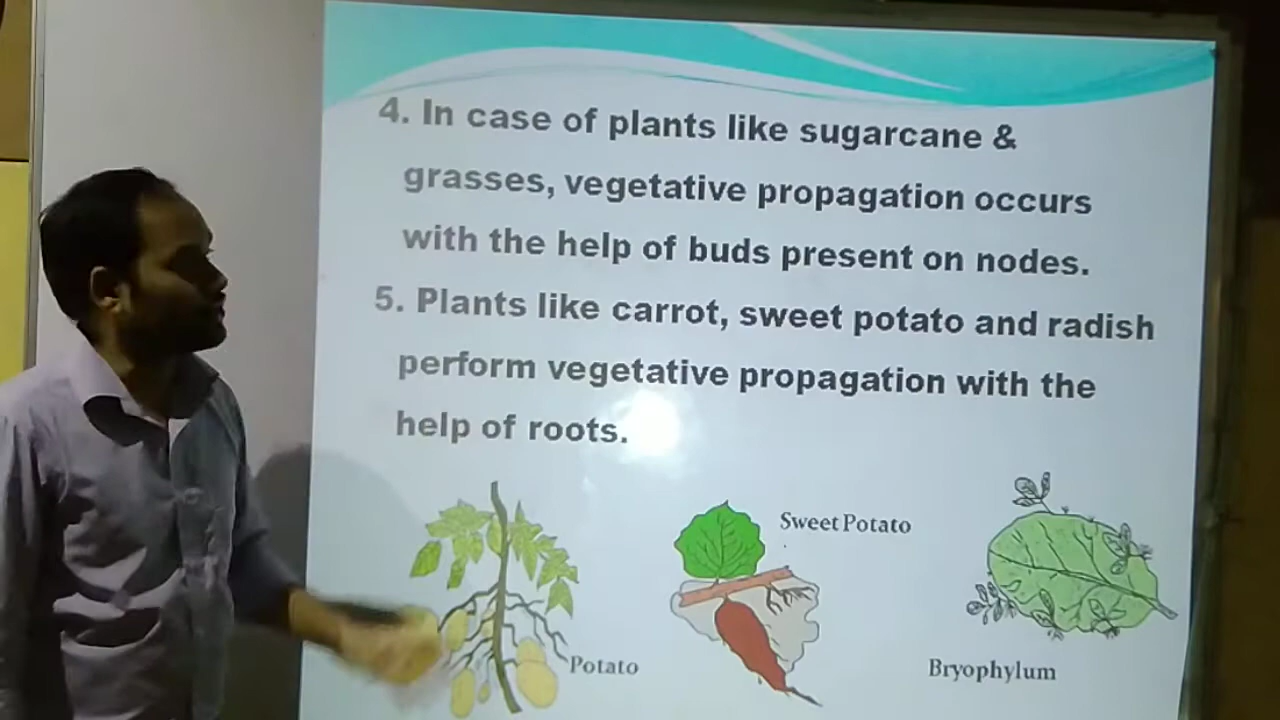 4. In case of plants like sugarcane &
grasses, vegetative propagation occurs
with the help of buds present on nodes.
5. Plants like carrot, sweet potato and radish
perform vegetative propagation with the
help of roots.
Sweet Potato
Potato
Bryophylum